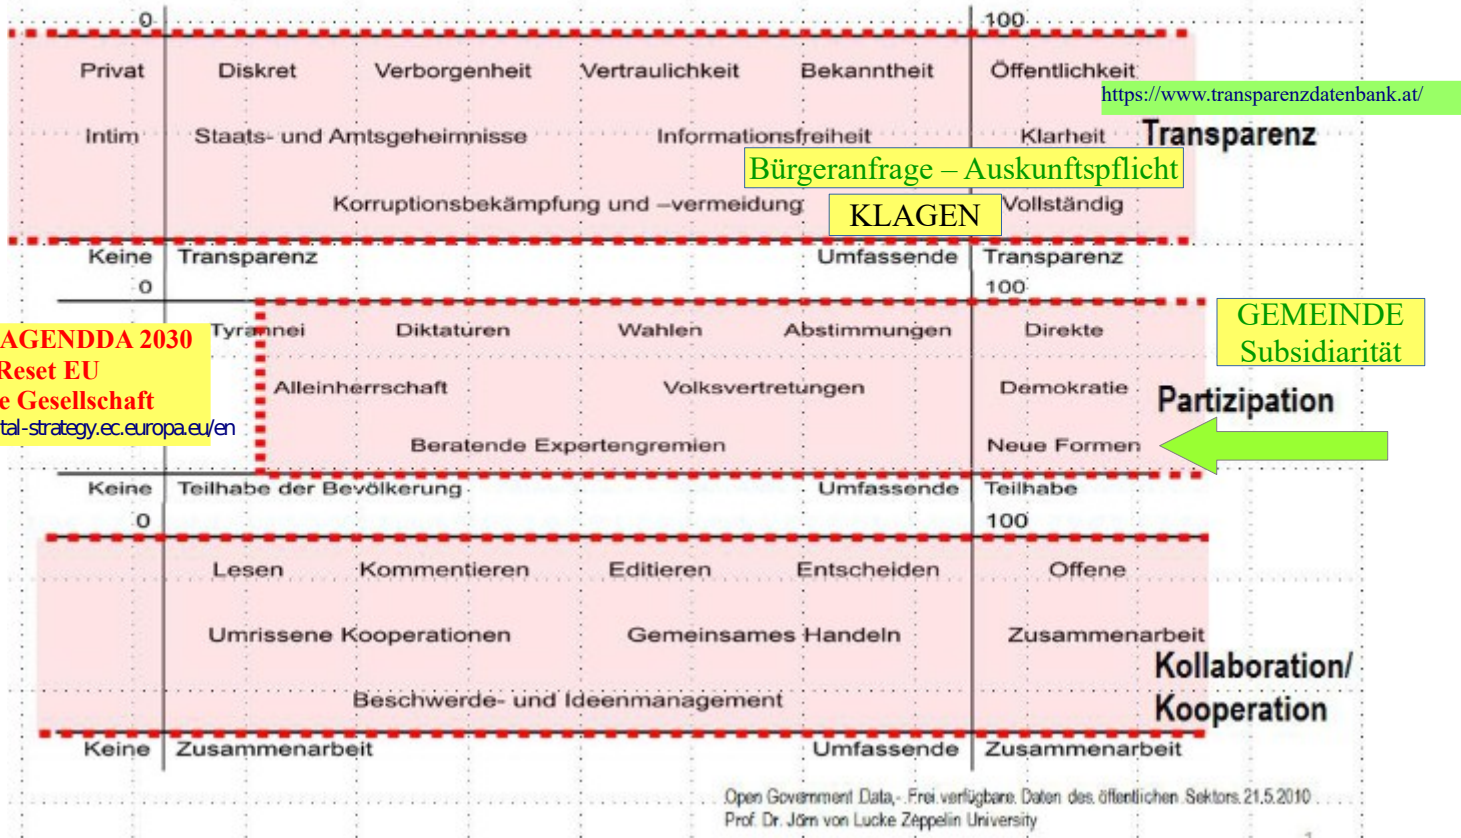 0 100
Privat Diskret Verborgenheit Vertraulichkeit Bekanntheit Öffentlichkeit
https://www.transparenzdatenbank.at/
Intim Staats- und Amtsgeheimnisse Informationsfreiheit Klarheit Transparenz
Bürgeranfrage – Auskunftspflicht
Korruptionsbekämpfung und –vermeidung Vollständig
KLAGEN
Keine Transparenz Umfassende Transparenz
0 100
GEMEINDE
Subsidiarität
Tyrannei Diktaturen Wahlen Abstimmungen Direkte
AGENDDA 2030
Reset EU
e Gesellschaft
tal-strategy.ec.europa.eu/en
Alleinherrschaft Volksvertretungen Demokratie
Partizipation
Beratende Expertengremien Neue Formen
Keine Teilhabe der Bevölkerung Umfassende Teilhabe
0 100
Lesen Kommentieren Editieren Entscheiden Offene
Umrissene Kooperationen Gemeinsames Handeln Zusammenarbeit
Kollaboration/
Kooperation
Beschwerde- und Ideenmanagement
Keine Zusammenarbeit Umfassende Zusammenarbeit
Open Government Data,- Frei verfügbare Daten des öffentlichen Sektors 21.5.2010
Prof. Dr. Jörn von Lucke Zeppelin University